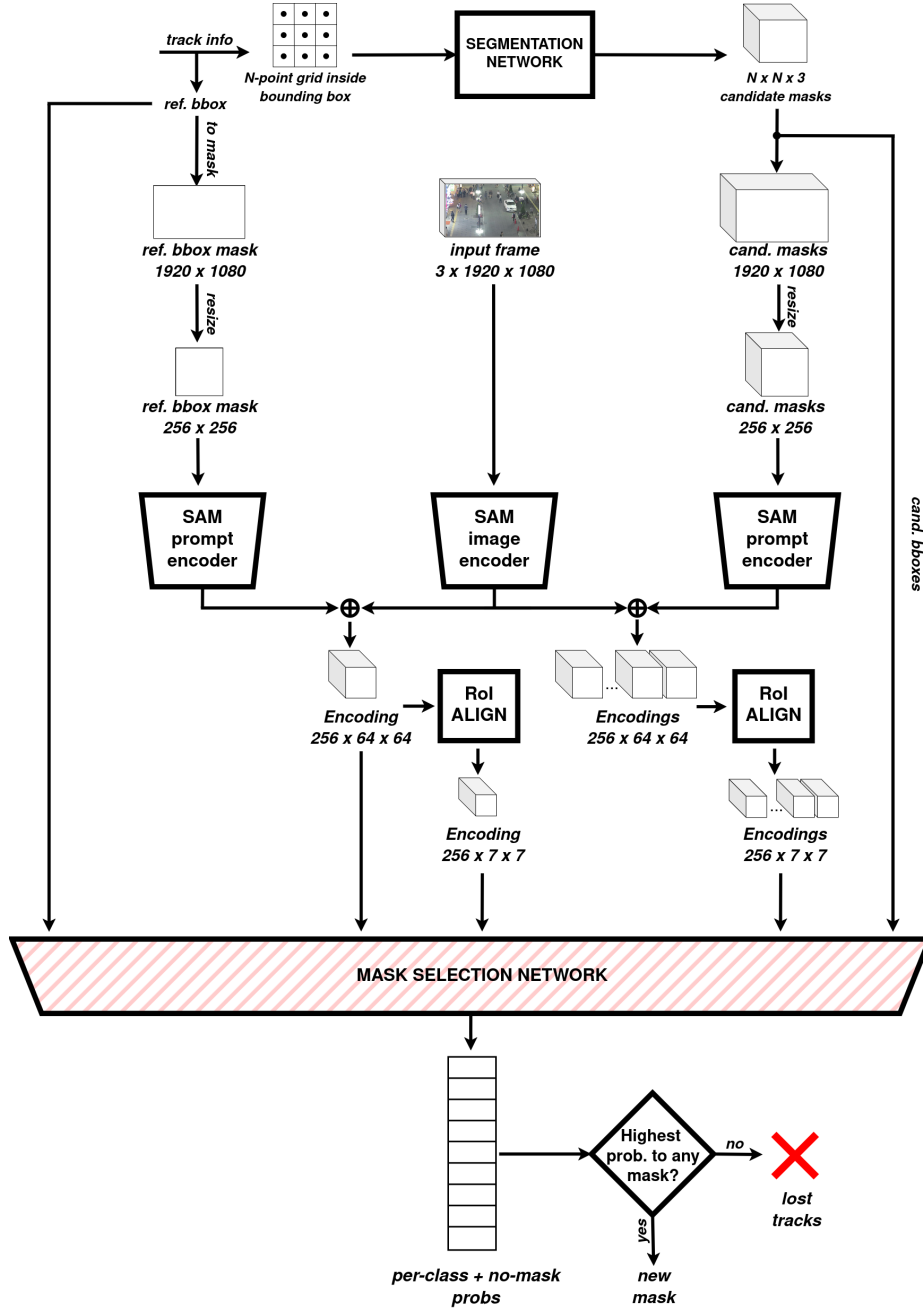 track info
N-point grid inside
bounding box
SEGMENTATION
NETWORK
N x N x 3
candidate masks
ref. bbox
to mask
ref. bbox mask
1920 x 1080
input frame
3 x 1920 x 1080
cand. masks
1920 x 1080
resize
resize
ref. bbox mask
256 x 256
cand. masks
256 x 256
SAM
prompt
encoder
SAM
image
encoder
SAM
prompt
encoder
cand. bboxes
Encoding
256 x 64 x 64
RoI
ALIGN
...
Encodings
256 x 64 x 64
RoI
ALIGN
Encoding
256 x 7 x 7
...
Encodings
256 x 7 x 7
MASK SELECTION NETWORK
Highest
prob. to any
mask?
no
yes
lost
tracks
per-class + no-mask
probs
new
mask